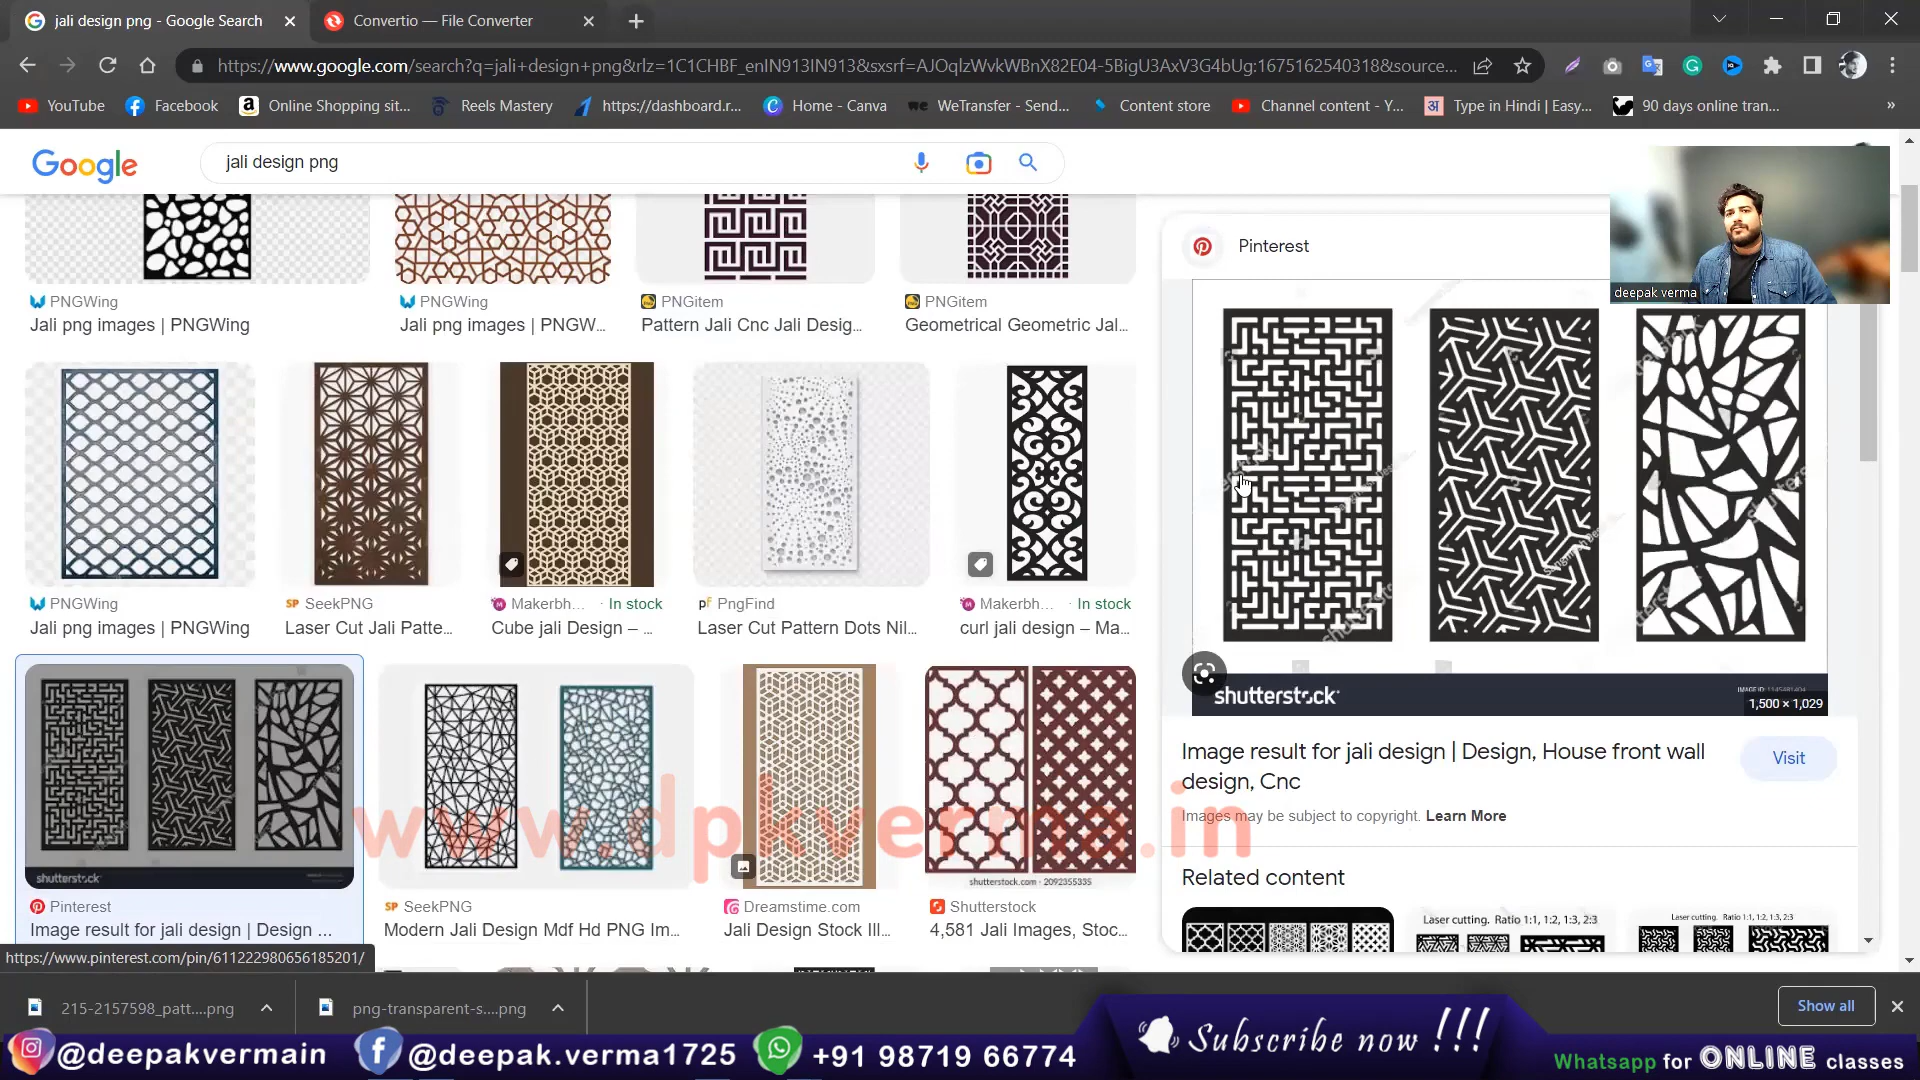 jali design png - Google Search
Convertio — File Converter
https://www.google.com/search?q=jali+design+png&rlz=1C1CHBF_enIN913IN913&sxsrf=AJOqlzWvkWBnX82E04-5BigU3AxV3G4bUg:1675162540318&source...
YouTube
Facebook
Online Shopping sit...
Reels Mastery
https://dashboard.r...
Home - Canva
WeTransfer - Send...
Content store
Channel content - Y...
Type in Hindi | Easy...
90 days online tran...
Google
jali design png
deepak verma
Pinterest
PNGWing
Jali png images | PNGWing
PNGWing
Jali png images | PNGW...
PNGitem
Pattern Jali Cnc Jali Desig...
PNGitem
Geometrical Geometric Jal...
PNGWing
Jali png images | PNGWing
SeekPNG
Laser Cut Jali Patte...
Makerbh... · In stock
Cube jali Design – ...
PngFind
Laser Cut Pattern Dots Nil...
Makerbh... · In stock
curl jali design – Ma...
shutterstock
1,500 × 1,029
Image result for jali design | Design, House front wall
design, Cnc
Visit
Images may be subject to copyright. Learn More
Related content
Laser cutting. Ratio 1:1, 1:2, 1:3, 2:3
Laser cutting. Ratio 1:1, 1:2, 1:3, 2:3
www.dpkverma.in
shutterstock
Pinterest
Image result for jali design | Design ...
SeekPNG
Modern Jali Design Mdf Hd PNG Im...
Dreamstime.com
Jali Design Stock Ill...
shutterstock.com · 2092355335
Shutterstock
4,581 Jali Images, Stoc...
https://www.pinterest.com/pin/611222980656185201/
215-2157598_patt....png
png-transparent-s....png
Show all
@deepakvermain
@deepak.verma1725
+91 98719 66774
Subscribe now !!!
Whatsapp for ONLINE classes